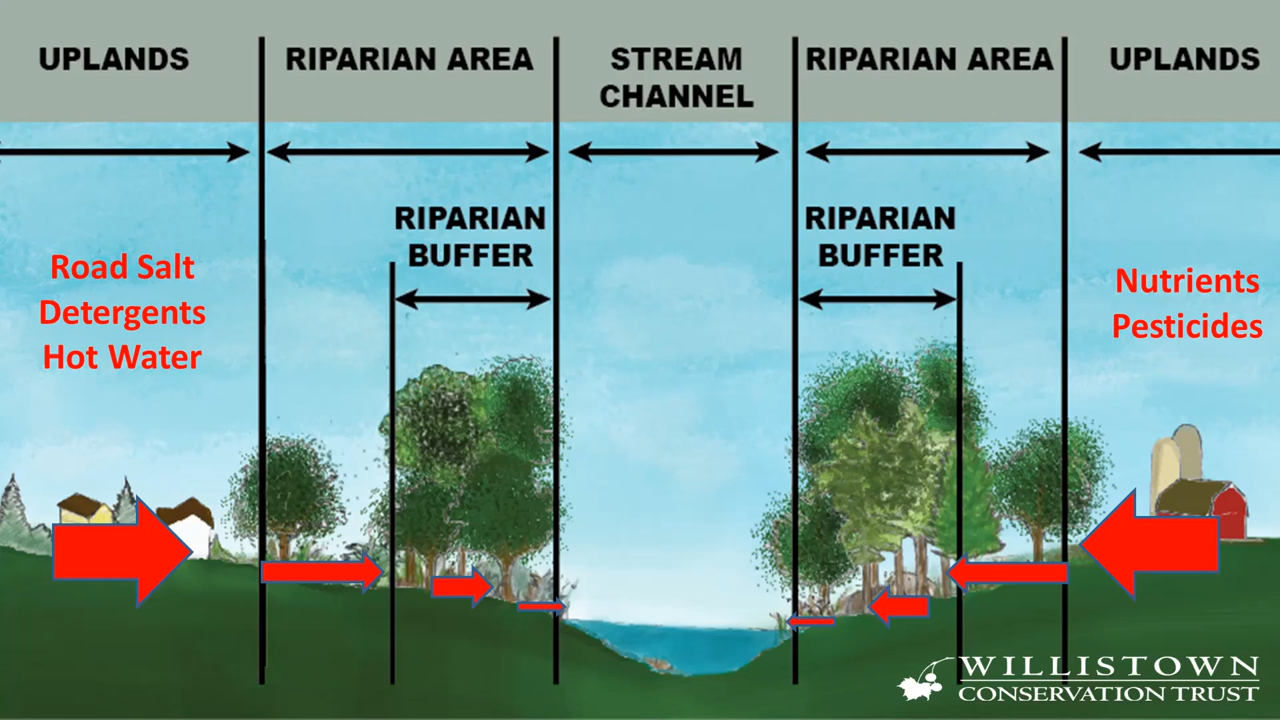 UPLANDS
RIPARIAN AREA
STREAM
CHANNEL
RIPARIAN AREA
UPLANDS
RIPARIAN
BUFFER
RIPARIAN
BUFFER
Road Salt
Detergents
Hot Water
Nutrients
Pesticides
WILLISTOWN
CONSERVATION TRUST